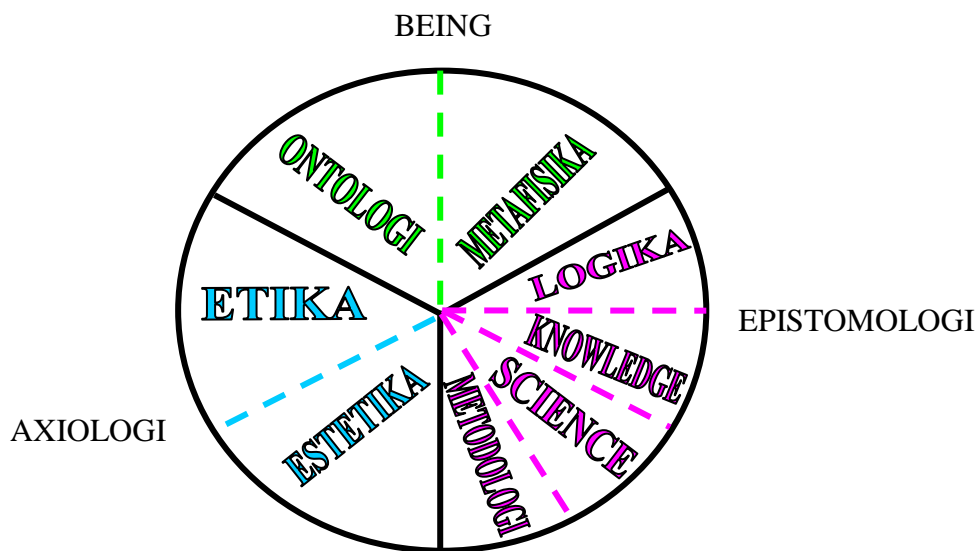 BEING
ONTOLOGI
METAFISIKA
LOGIKA
ETIKA
EPISTOMOLOGI
KNOWLEDGE
SCIENCE
METODOLOGI
ESTETIKA
AXIOLOGI